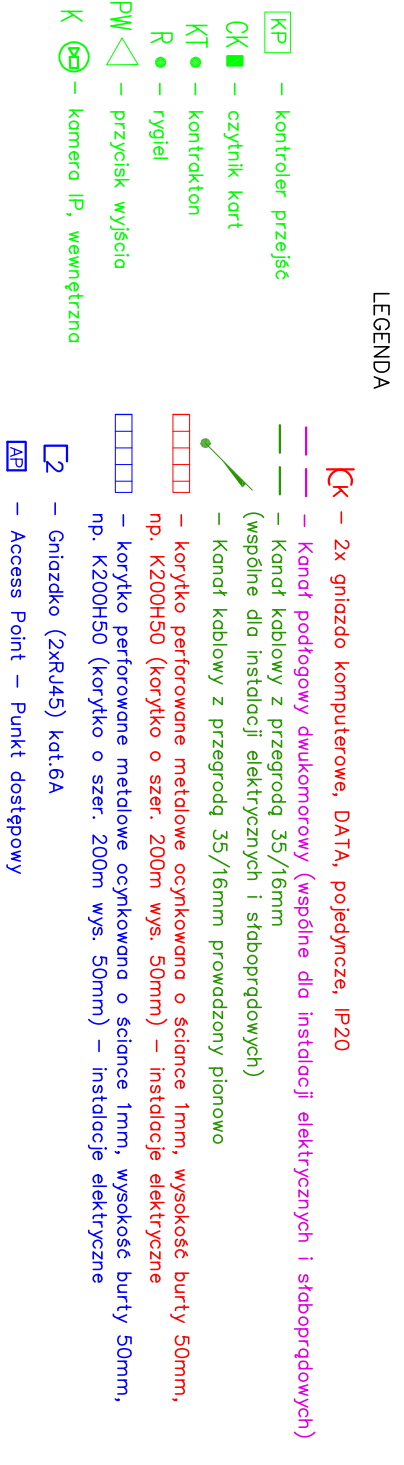 LEGENDA
KP – kontroler przejść
CK – czytnik kart
KT – kontrakton
R – rygiel
PW – przycisk wyjścia
K – kamera IP, wewnętrzna
K – 2x gniazdo komputerowe, DATA, pojedyncze, IP20
– Kanał podłogowy dwukomorowy (wspólne dla instalacji elektrycznych i słaboprądowych)
– Kanał kablowy z przegrodą 35/16mm
(wspólne dla instalacji elektrycznych i słaboprądowych)
– Kanał kablowy z przegrodą 35/16mm prowadzony pionowo
– korytko perforowane metalowe ocynkowana o ściance 1mm, wysokość burty 50mm,
np. K200H50 (korytko o szer. 200m wys. 50mm) – instalacje elektryczne
– korytko perforowane metalowe ocynkowana o ściance 1mm, wysokość burty 50mm,
np. K200H50 (korytko o szer. 200m wys. 50mm) – instalacje elektryczne
2 – Gniazdko (2xRJ45) kat.6A
AP – Access Point – Punkt dostępowy